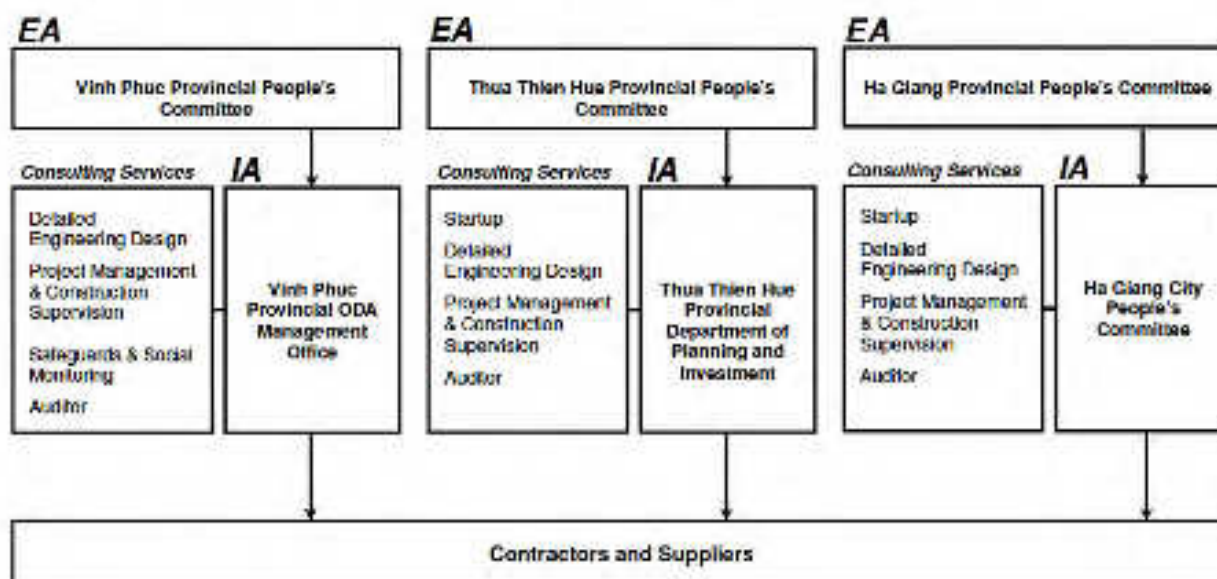 EA
Vinh Phuc Provincial People's
Committee
Consulting Services
IA
Detailed
Engineering Design
Project Management
& Construction
Supervision
Safeguards & Social
Monitoring
Auditor
Vinh Phuc
Provincial ODA
Management
Office
EA
Thua Thien Hue Provincial People's
Committee
Consulting Services
IA
Startup
Detailed
Engineering Design
Project Management
& Construction
Supervision
Auditor
Thua Thien Hue
Provincial
Department of
Planning and
Investment
EA
Ha Giang Provincial People's Committee
Consulting Services
IA
Startup
Detailed
Engineering Design
Project Management
& Construction
Supervision
Auditor
Ha Giang City
People's
Committee
Contractors and Suppliers